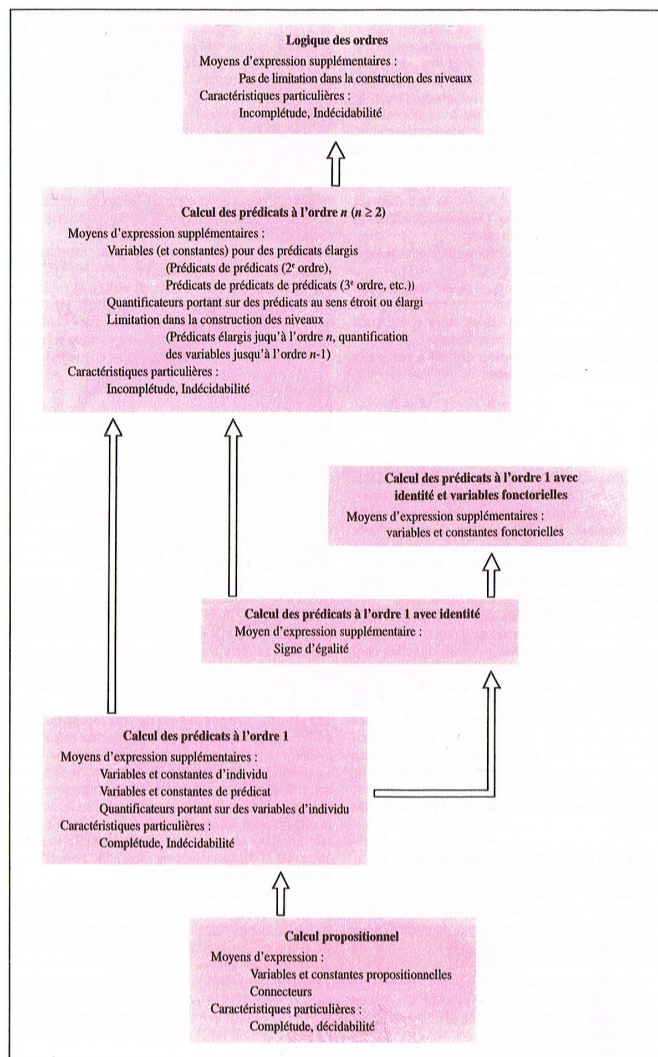 Logique des ordres
Moyens d'expression supplémentaires :
Pas de limitation dans la construction des niveaux
Caractéristiques particulières :
Incomplétude, Indécidabilité
Calcul des prédicats à l'ordre n (n ≥ 2)
Moyens d'expression supplémentaires :
Variables (et constantes) pour des prédicats élargis
(Prédicats de prédicats (2e ordre),
Prédicats de prédicats de prédicats (3e ordre, etc.))
Quantificateurs portant sur des prédicats au sens étroit ou élargi
Limitation dans la construction des niveaux
(Prédicats élargis juqu'à l'ordre n, quantification
des variables jusqu'à l'ordre n-1)
Caractéristiques particulières :
Incomplétude, Indécidabilité
Calcul des prédicats à l'ordre 1 avec
identité et variables fonctorielles
Moyens d'expression supplémentaires :
variables et constantes fonctorielles
Calcul des prédicats à l'ordre 1 avec identité
Moyen d'expression supplémentaire :
Signe d'égalité
Calcul des prédicats à l'ordre 1
Moyens d'expression supplémentaires :
Variables et constantes d'individu
Variables et constantes de prédicat
Quantificateurs portant sur des variables d'individu
Caractéristiques particulières :
Complétude, Indécidabilité
Calcul propositionnel
Moyens d'expression :
Variables et constantes propositionnelles
Connecteurs
Caractéristiques particulières :
Complétude, décidabilité